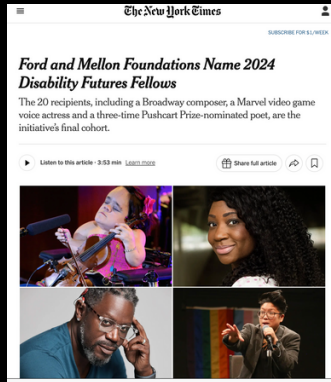 The New York Times
SUBSCRIBE FOR $1/WEEK
Ford and Mellon Foundations Name 2024
Disability Futures Fellows
The 20 recipients, including a Broadway composer, a Marvel video game
voice actress and a three-time Pushcart Prize-nominated poet, are the
initiative's final cohort.
Listen to this article · 3:53 min Learn more
Share full article